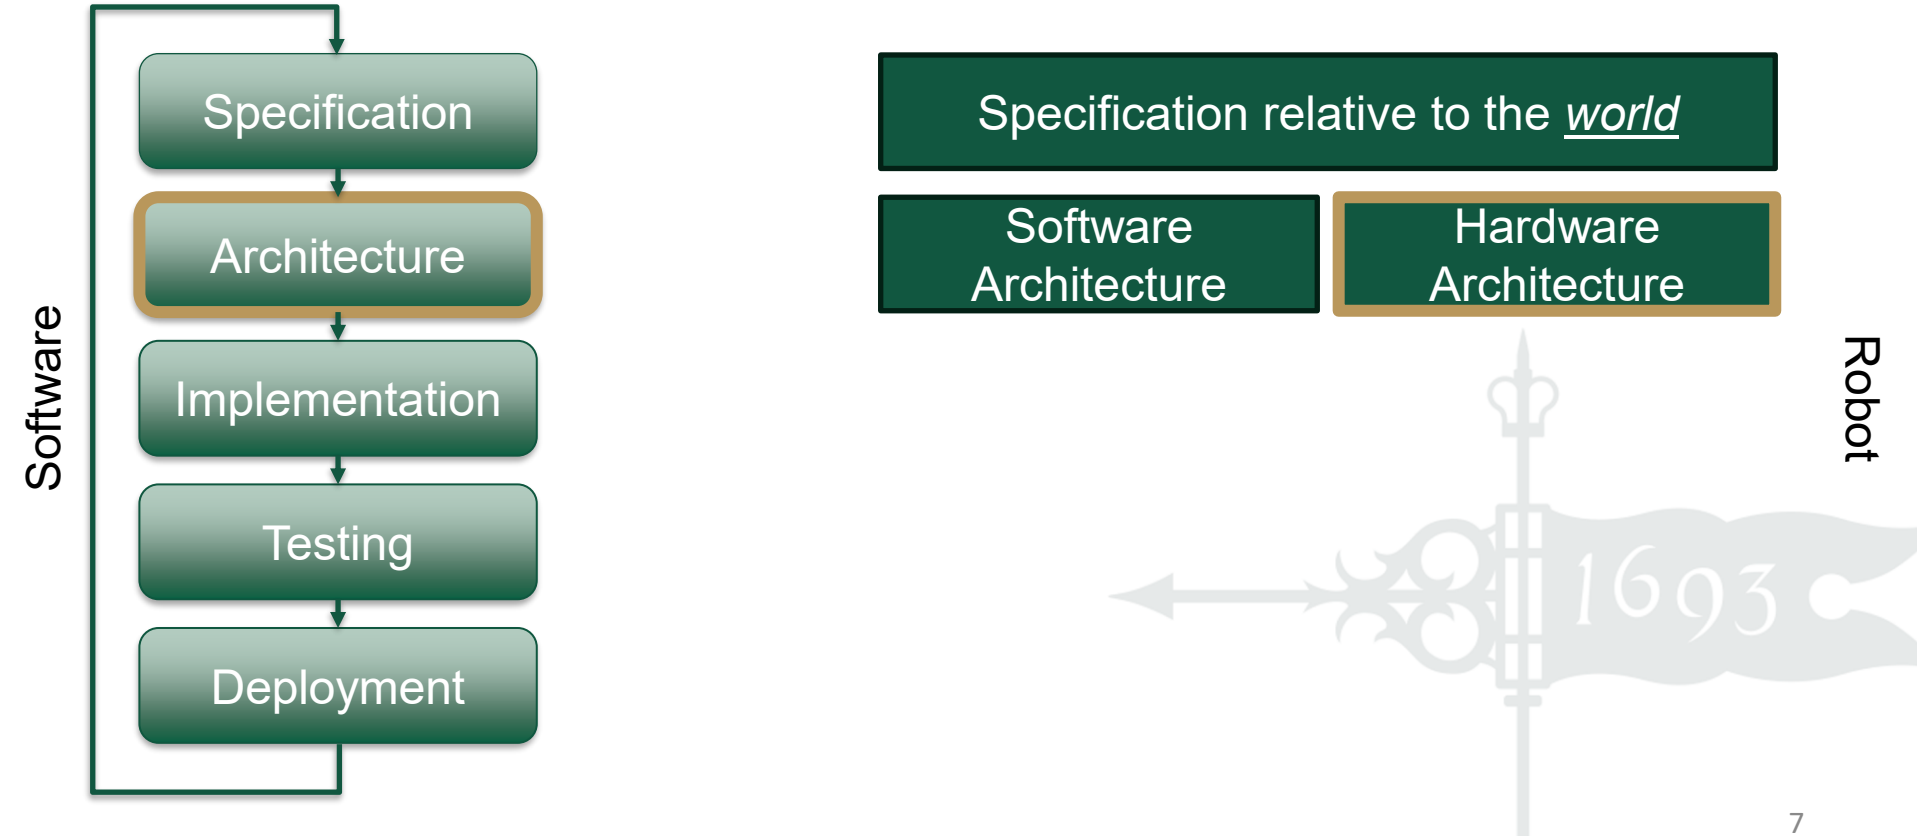 Software
Specification
Architecture
Implementation
Testing
Deployment
Specification relative to the world
Software
Architecture
Hardware
Architecture
Robot
1693
7